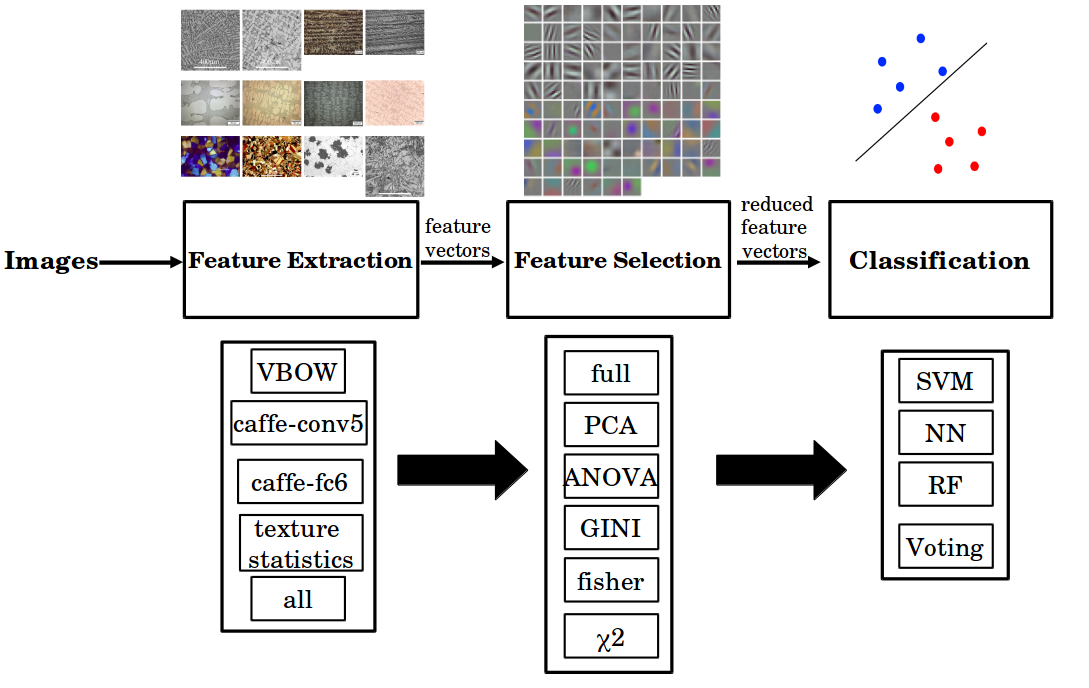 400μm
feature
vectors
reduced
feature
vectors
Images
Feature Extraction
Feature Selection
Classification
VBOW
caffe-conv5
caffe-fc6
texture
statistics
all
full
PCA
ANOVA
GINI
fisher
χ2
SVM
NN
RF
Voting